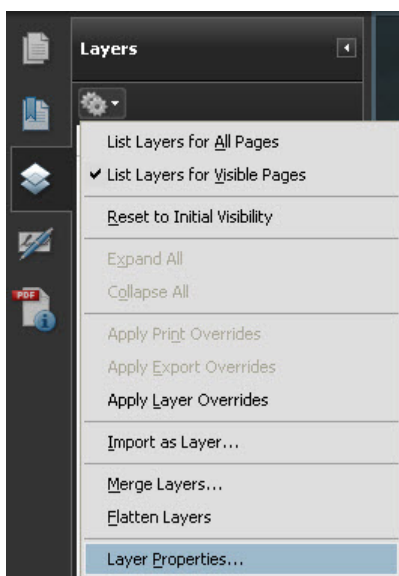 Layers
List Layers for All Pages
List Layers for Visible Pages
Reset to Initial Visibility
Expand All
Collapse All
Apply Print Overrides
Apply Export Overrides
Apply Layer Overrides
Import as Layer...
Merge Layers...
Flatten Layers
Layer Properties...
PDF